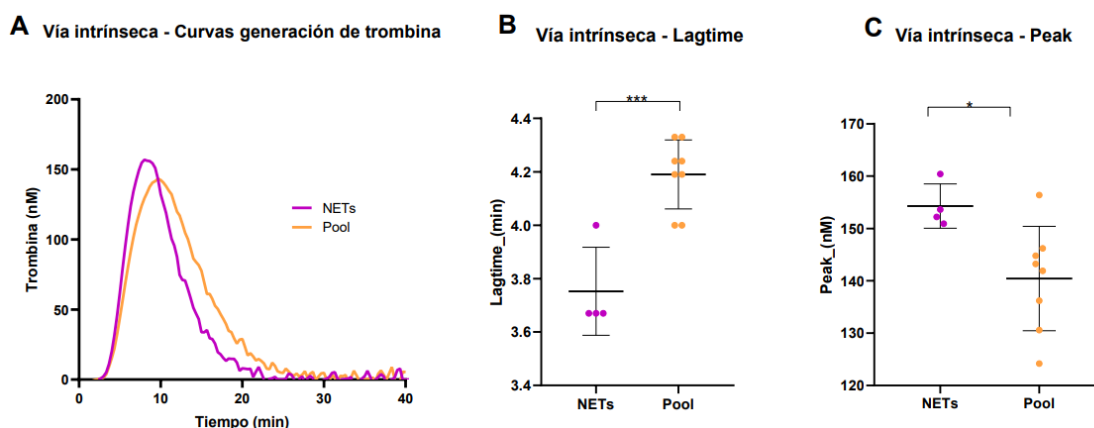 A Vía intrínseca - Curvas generación de trombina
200
150
100
50
0
Trombina (nM)
0 10 20 30 40
Tiempo (min)
NETs
Pool
B Vía intrínseca - Lagtime
***
4.4
4.2
4.0
3.8
3.6
3.4
Lagtime_(min)
NETs Pool
C Vía intrínseca - Peak
*
170
160
150
140
130
120
Peak_(nM)
NETs Pool